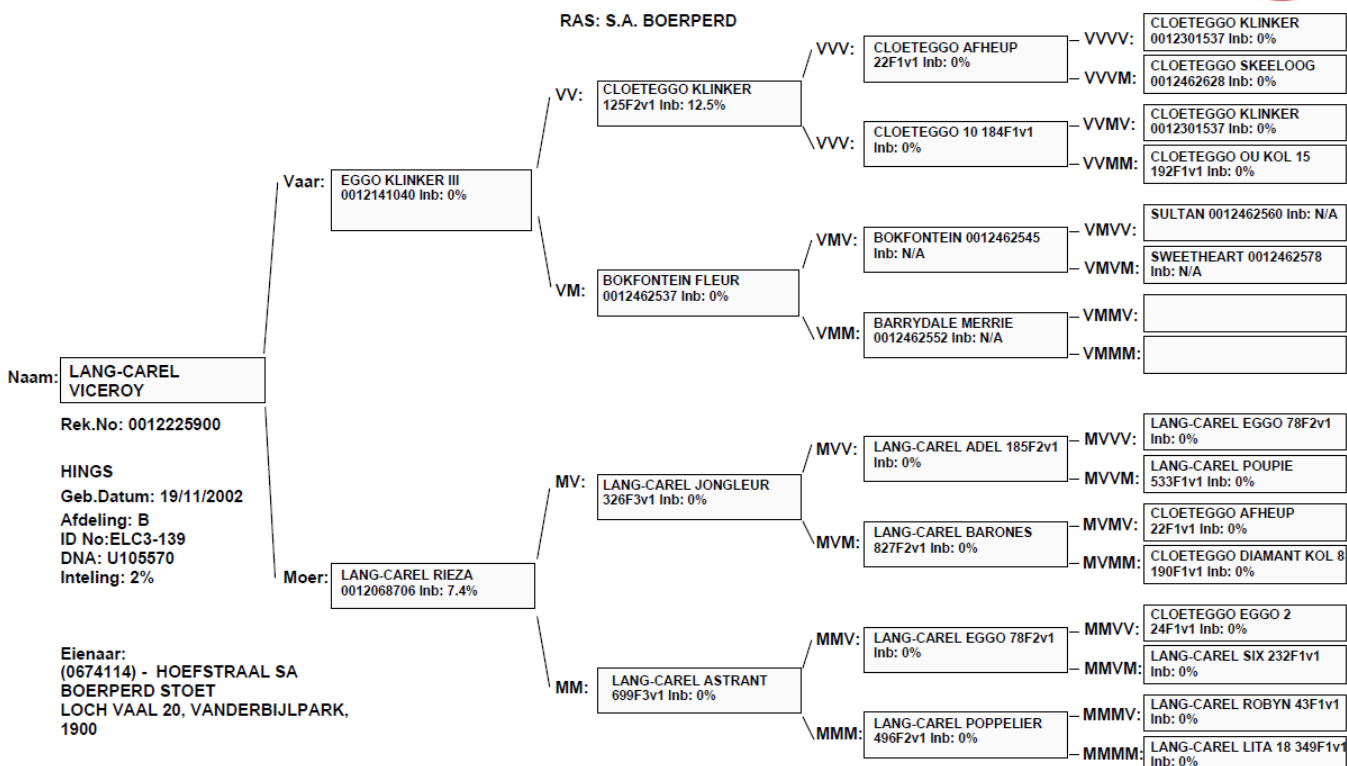 RAS: S.A. BOERPERD
Naam:
LANG-CAREL
VICEROY
Rek.No: 0012225900
HINGS
Geb.Datum: 19/11/2002
Afdeling: B
ID No:ELC3-139
DNA: U105570
Inteling: 2%
Eienaar:
(0674114) - HOEFSTRAAL SA
BOERPERD STOET
LOCH VAAL 20, VANDERBIJLPARK,
1900
Vaar:
EGGO KLINKER III
0012141040 Inb: 0%
Moer:
LANG-CAREL RIEZA
0012068706 Inb: 7.4%
VV:
CLOETEGGO KLINKER
125F2v1 Inb: 12.5%
VM:
BOKFONTEIN FLEUR
0012462537 Inb: 0%
MV:
LANG-CAREL JONGLEUR
326F3v1 Inb: 0%
MM:
LANG-CAREL ASTRANT
699F3v1 Inb: 0%
VVV:
CLOETEGGO AFHEUP
22F1v1 Inb: 0%
VVV:
CLOETEGGO 10 184F1v1
Inb: 0%
VMV:
BOKFONTEIN 0012462545
Inb: N/A
VMM:
BARRYDALE MERRIE
0012462552 Inb: N/A
MVV:
LANG-CAREL ADEL 185F2v1
Inb: 0%
MVM:
LANG-CAREL BARONES
827F2v1 Inb: 0%
MMV:
LANG-CAREL EGGO 78F2v1
Inb: 0%
MMM:
LANG-CAREL POPPELIER
496F2v1 Inb: 0%
VVVV:
CLOETEGGO KLINKER
0012301537 Inb: 0%
VVVM:
CLOETEGGO SKEELOOG
0012462628 Inb: 0%
VVMV:
CLOETEGGO KLINKER
0012301537 Inb: 0%
VVMM:
CLOETEGGO OU KOL 15
192F1v1 Inb: 0%
VMVV:
SULTAN 0012462560 Inb: N/A
VMVM:
SWEETHEART 0012462578
Inb: N/A
VMMV:
VMMM:
MVVV:
LANG-CAREL EGGO 78F2v1
Inb: 0%
MVVM:
LANG-CAREL POUPIE
533F1v1 Inb: 0%
MVMV:
CLOETEGGO AFHEUP
22F1v1 Inb: 0%
MVMM:
CLOETEGGO DIAMANT KOL 8
190F1v1 Inb: 0%
MMVV:
CLOETEGGO EGGO 2
24F1v1 Inb: 0%
MMVM:
LANG-CAREL SIX 232F1v1
Inb: 0%
MMMV:
LANG-CAREL ROBYN 43F1v1
Inb: 0%
MMMM:
LANG-CAREL LITA 18 349F1v1
Inb: 0%